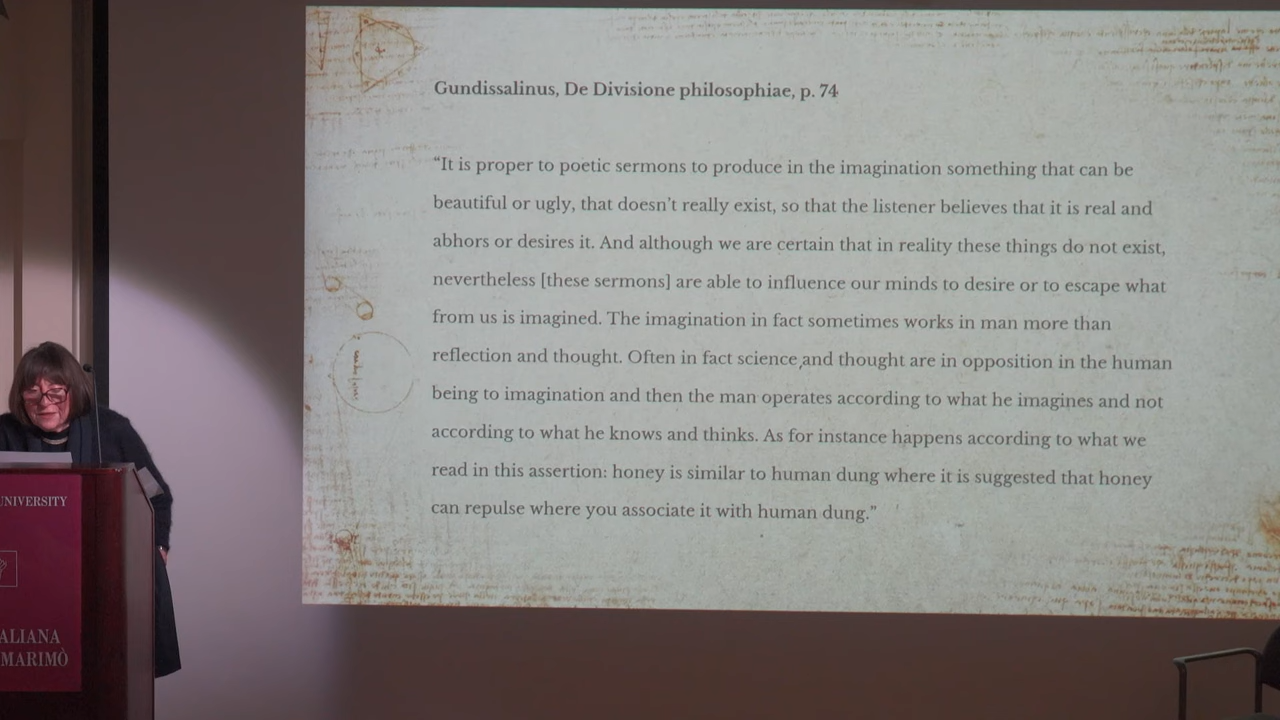 Gundissalinus, De Divisione philosophiae, p. 74
“It is proper to poetic sermons to produce in the imagination something that can be
beautiful or ugly, that doesn’t really exist, so that the listener believes that it is real and
abhors or desires it. And although we are certain that in reality these things do not exist,
nevertheless [these sermons] are able to influence our minds to desire or to escape what
from us is imagined. The imagination in fact sometimes works in man more than
reflection and thought. Often in fact science,and thought are in opposition in the human
being to imagination and then the man operates according to what he imagines and not
according to what he knows and thinks. As for instance happens according to what we
read in this assertion: honey is similar to human dung where it is suggested that honey
can repulse where you associate it with human dung.”
UNIVERSITY
ALIANA
MARIMÒ